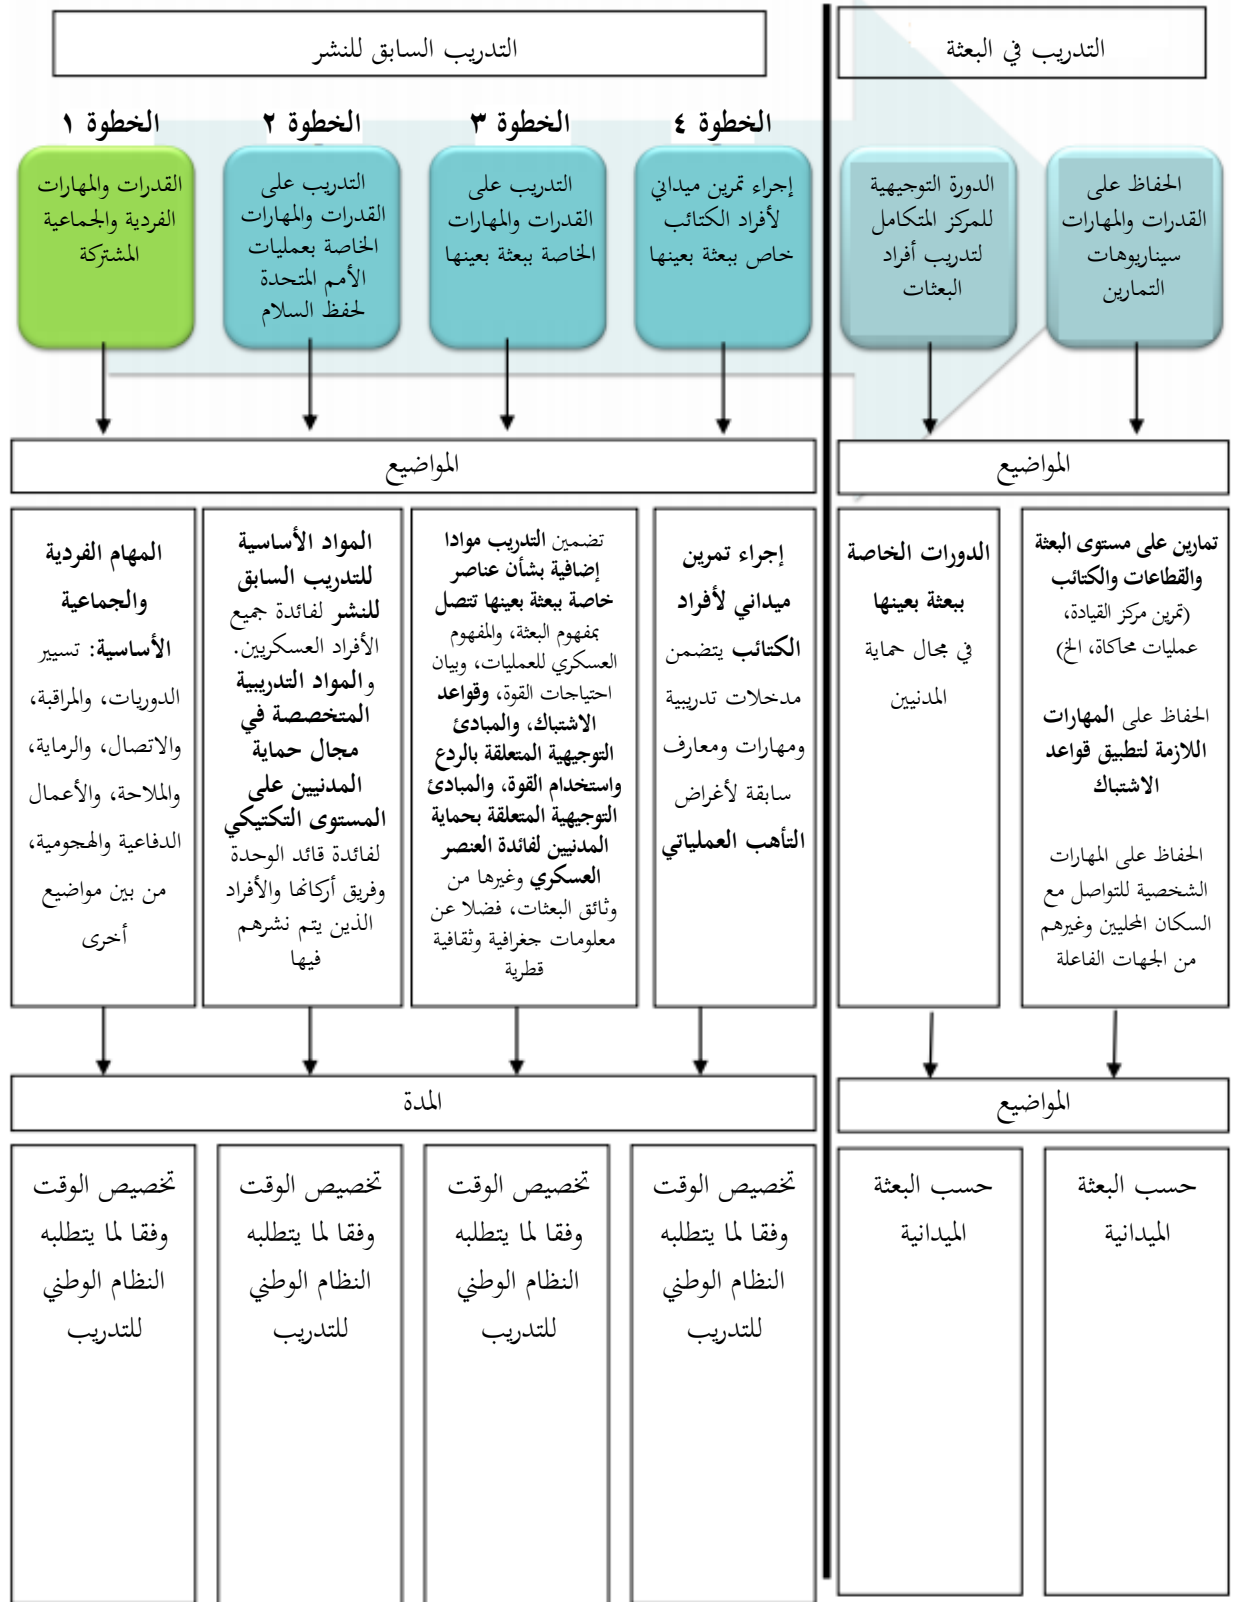 التدريب السابق للنشر
التدريب في البعثة
الخطوة ١
الخطوة ٢
الخطوة ٣
الخطوة ٤
القدرات والمهارات
الفردية والجماعية
المشتركة
التدريب على
القدرات والمهارات
الخاصة بعمليات
الأمم المتحدة
لحفظ السلام
التدريب على
القدرات والمهارات
الخاصة ببعثة بعينها
إجراء تمرين ميداني
لأفراد الكتائب
خاص ببعثة بعينها
الدورة التوجيهية
للمركز المتكامل
لتدريب أفراد
البعثات
الحفاظ على
القدرات والمهارات
سيناريوهات
التمارين
المواضيع
المواضيع
المهام الفردية
والجماعية
الأساسية: تسيير
الدوريات، والمراقبة،
والاتصال، والرماية،
والملاحة، والأعمال
الدفاعية والهجومية،
من بين مواضيع
أخرى
المواد الأساسية
للتدريب السابق
للنشر لفائدة جميع
الأفراد العسكريين.
والمواد التدريبية
المتخصصة في
مجال حماية
المدنيين على
المستوى التكتيكي
لفائدة قائد الوحدة
وفريق أركانها والأفراد
الذين يتم نشرهم
فيها
تضمين التدريب موادا
إضافية بشأن عناصر
خاصة ببعثة بعينها تتصل
بمفهوم البعثة، والمفهوم
العسكري للعمليات، وبيان
احتياجات القوة، وقواعد
الاشتباك، والمبادئ
التوجيهية المتعلقة بالردع
واستخدام القوة، والمبادئ
التوجيهية المتعلقة بحماية
المدنيين لفائدة العنصر
العسكري وغيرها من
وثائق البعثات، فضلا عن
معلومات جغرافية وثقافية
قطرية
إجراء تمرين
ميداني لأفراد
الكتائب يتضمن
مدخلات تدريبية
ومهارات ومعارف
سابقة لأغراض
التأهب العملياتي
الدورات الخاصة
ببعثة بعينها
في مجال حماية
المدنيين
تمارين على مستوى البعثة
والقطاعات والكتائب
(تمرين مركز القيادة،
عمليات محاكاة، الخ)
الحفاظ على المهارات
اللازمة لتطبيق قواعد
الاشتباك
الحفاظ على المهارات
الشخصية للتواصل مع
السكان المحليين وغيرهم
من الجهات الفاعلة
المدة
المواضيع
تخصيص الوقت
وفقا لما يتطلبه
النظام الوطني
للتدريب
تخصيص الوقت
وفقا لما يتطلبه
النظام الوطني
للتدريب
تخصيص الوقت
وفقا لما يتطلبه
النظام الوطني
للتدريب
تخصيص الوقت
وفقا لما يتطلبه
النظام الوطني
للتدريب
حسب البعثة
الميدانية
حسب البعثة
الميدانية